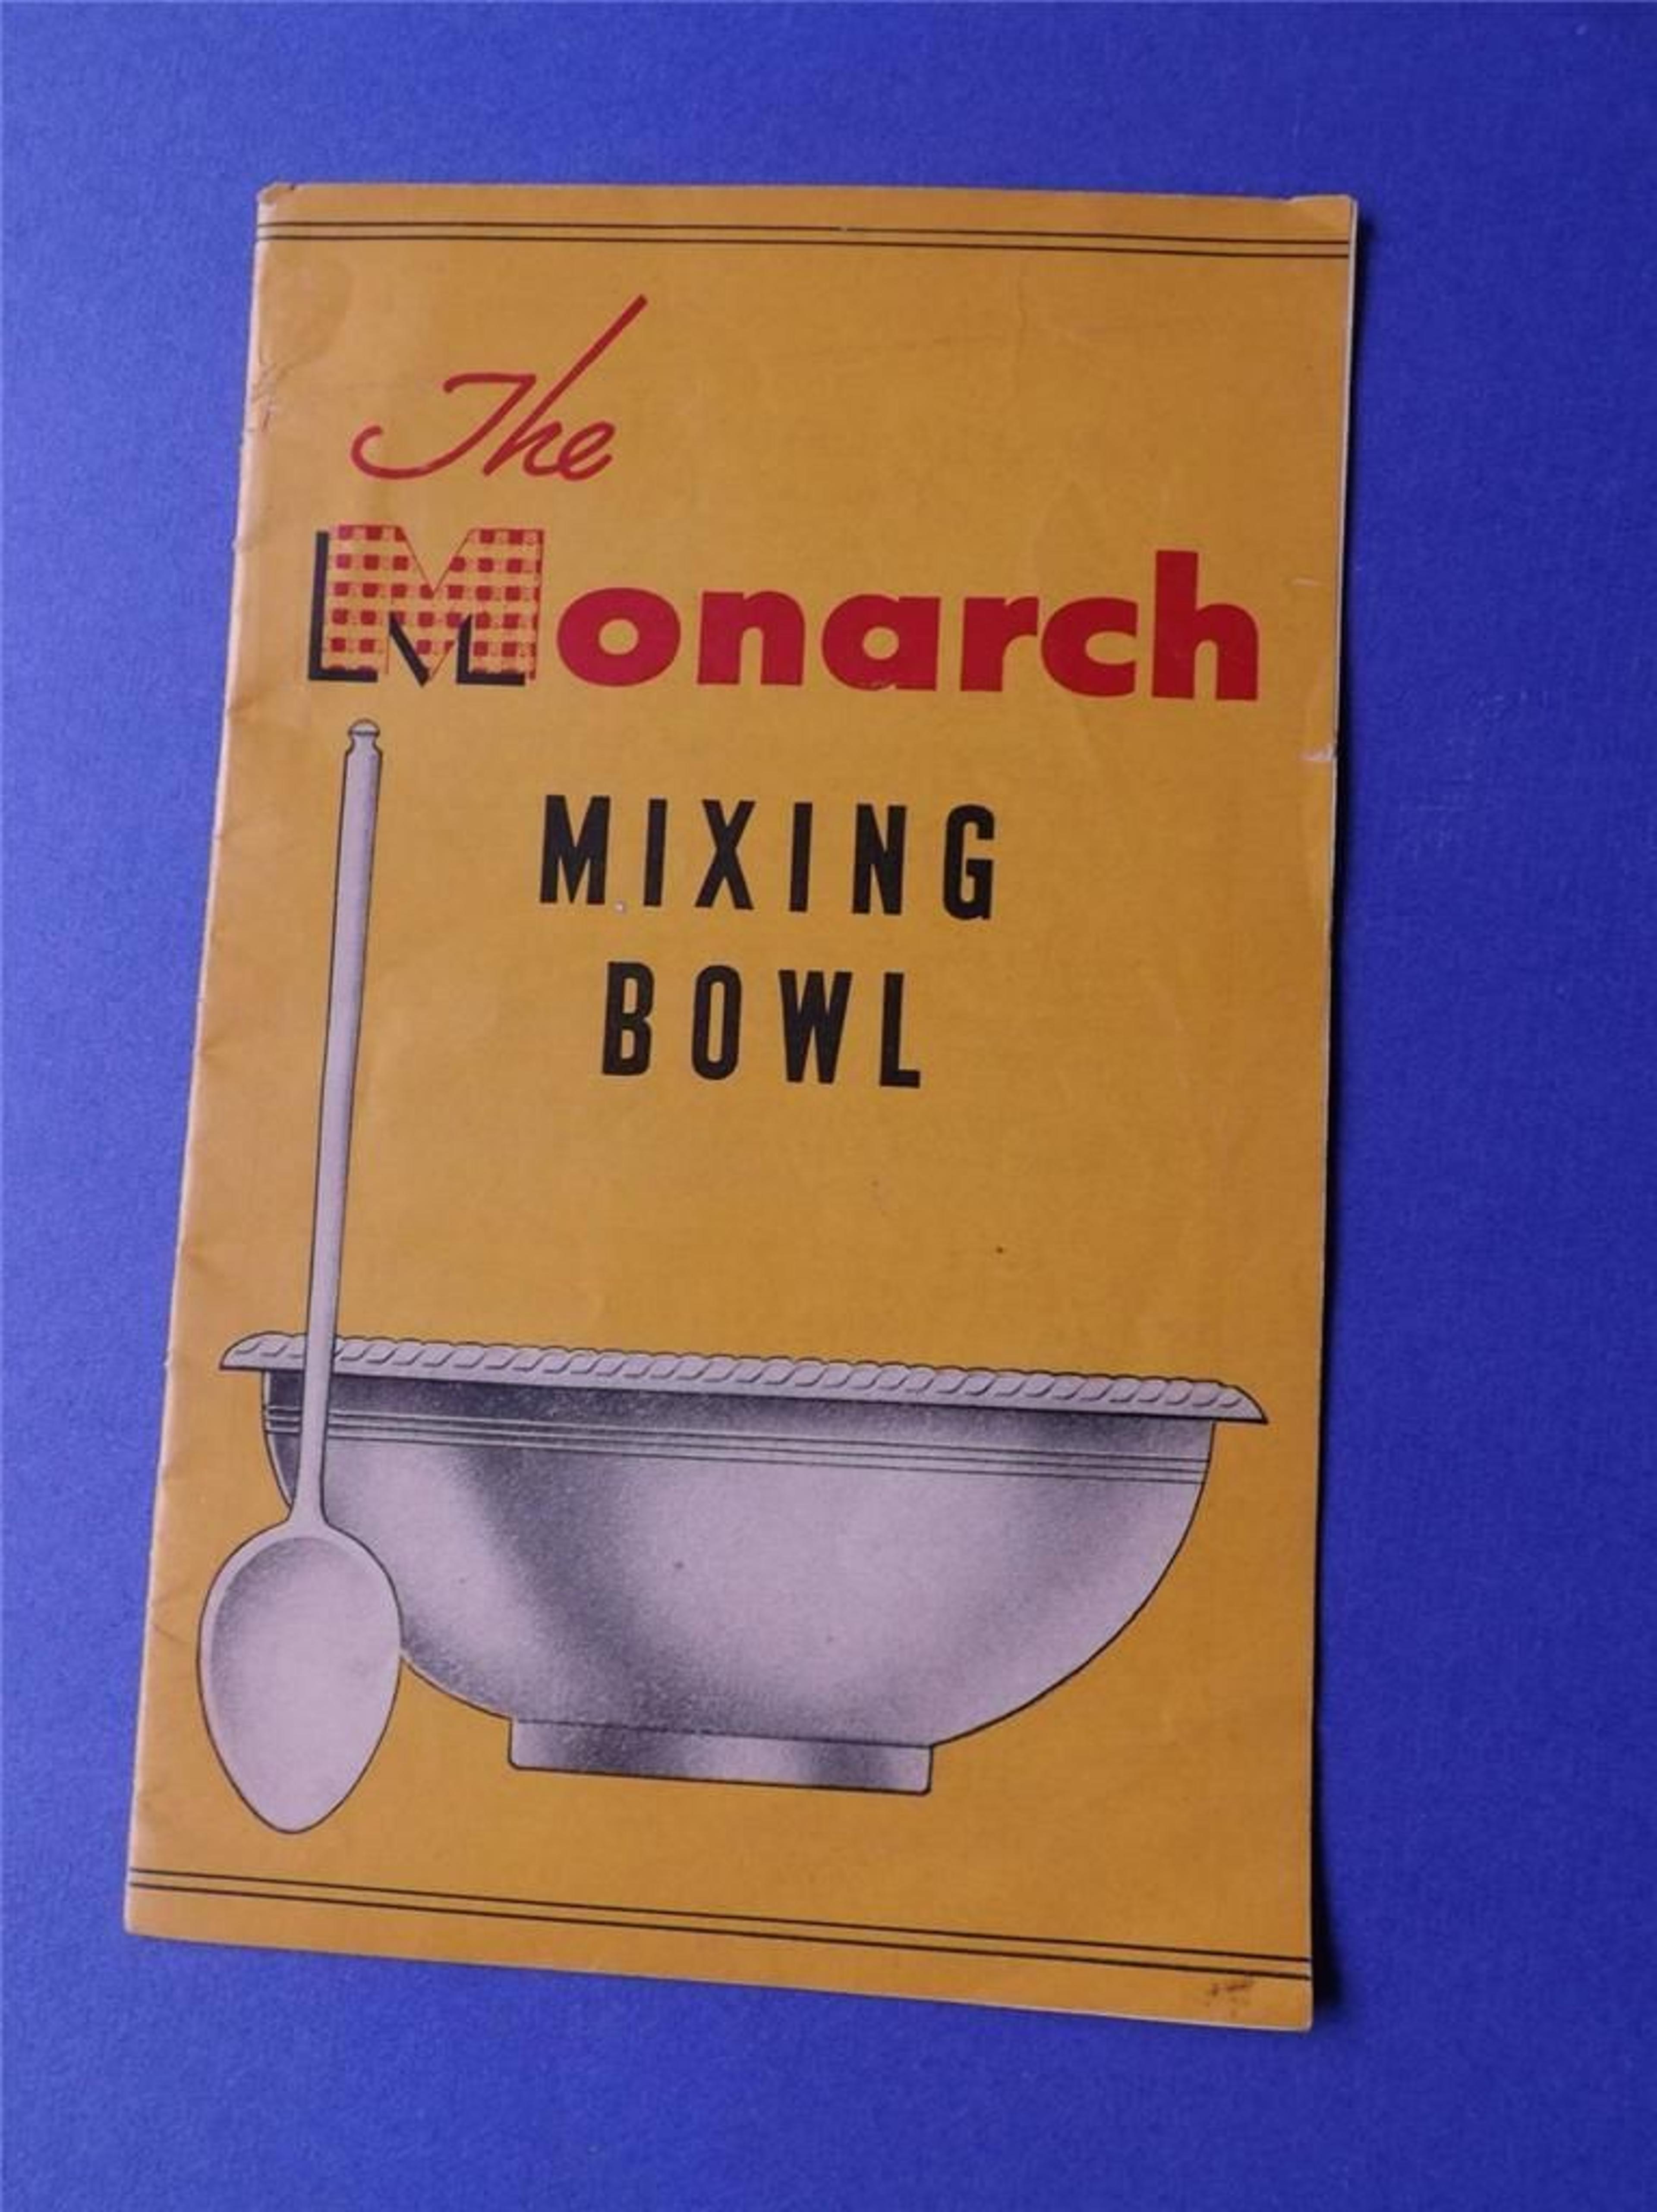 The
Monarch
MIXING
BOWL